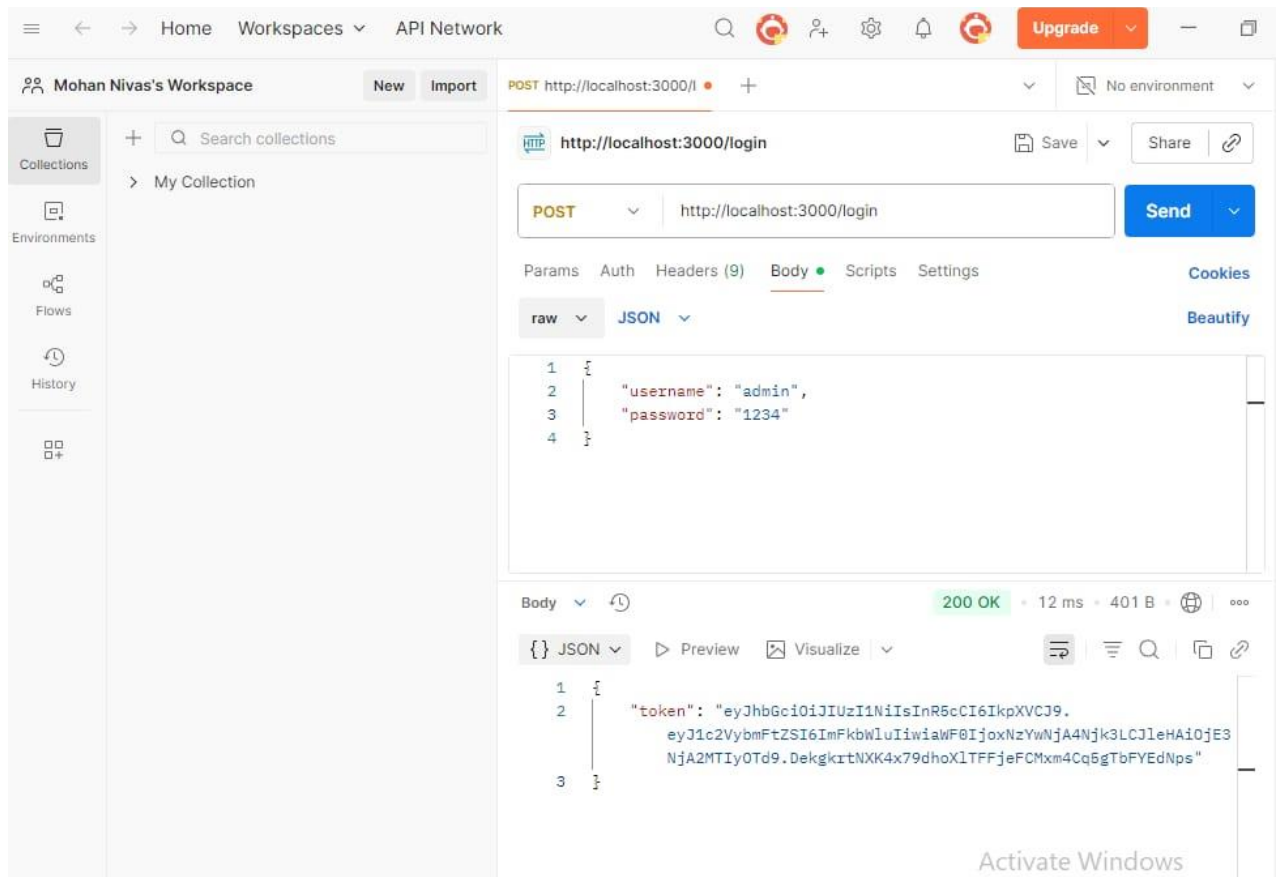 Home Workspaces API Network Upgrade
Mohan Nivas's Workspace New Import POST http://localhost:3000/l No environment
Collections
Search collections
My Collection
Environments
Flows
History
HTTP http://localhost:3000/login Save Share
POST http://localhost:3000/login Send
Params Auth Headers (9) Body Scripts Settings Cookies
raw JSON Beautify
1 {
2 "username": "admin",
3 "password": "1234"
4 }
Body 200 OK 12 ms 401 B
{} JSON Preview Visualize
1 {
2 "token": "eyJhbGciOiJIUzI1NiIsInR5cCI6IkpXVCJ9.
eyJ1c2VybmFtZSI6ImFkbWluIiwiaWF0IjoxNzYwNjA4Njk3LCJleHAiOjE3
NjA2MTIyOTd9.DekgkrtNXK4x79dhoXlTFFjeFCMxm4Cq5gTbFYEdNps"
3 }
Activate Windows